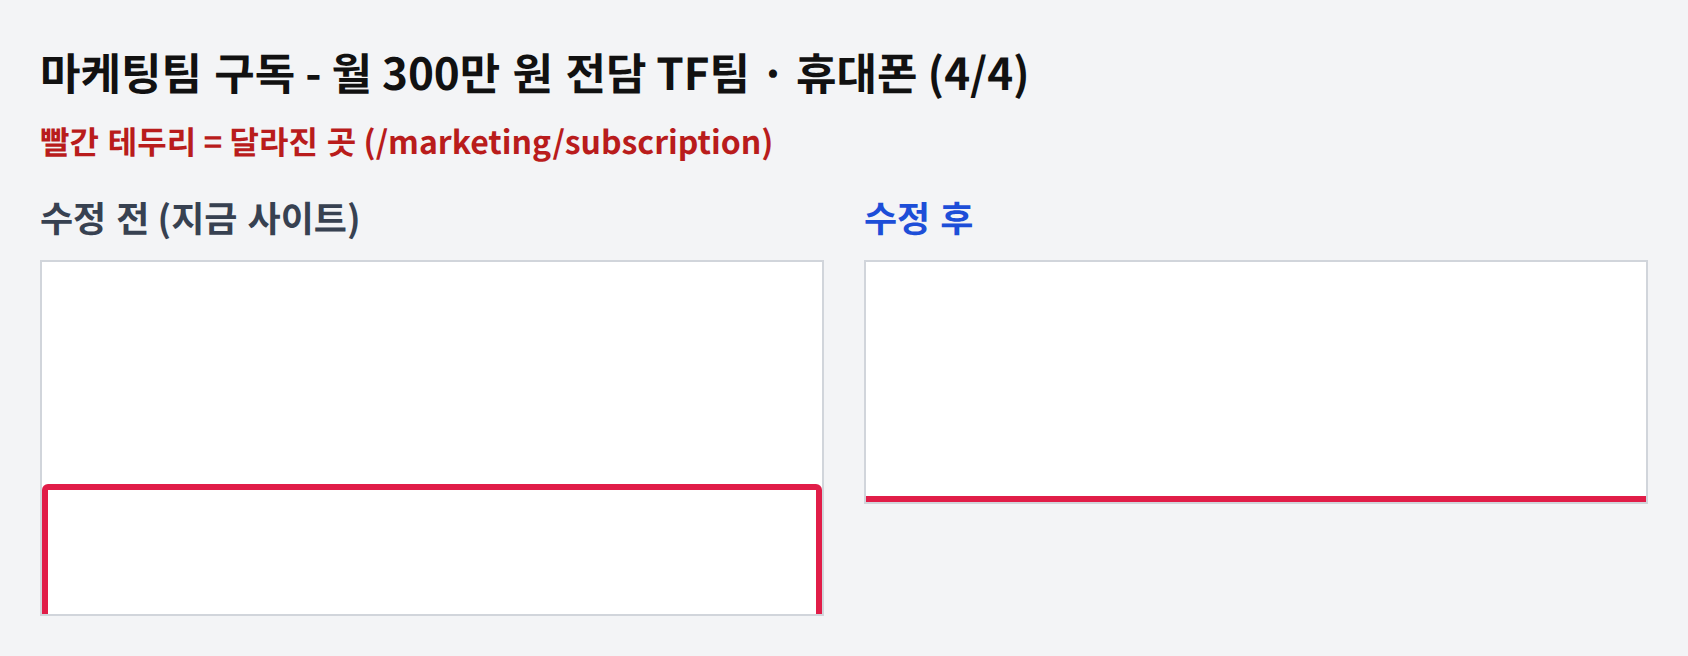 마케팅팀 구독 - 월 300만 원 전담 TF팀 · 휴대폰 (4/4)
빨간 테두리 = 달라진 곳 (/marketing/subscription)
수정 전 (지금 사이트)
수정 후